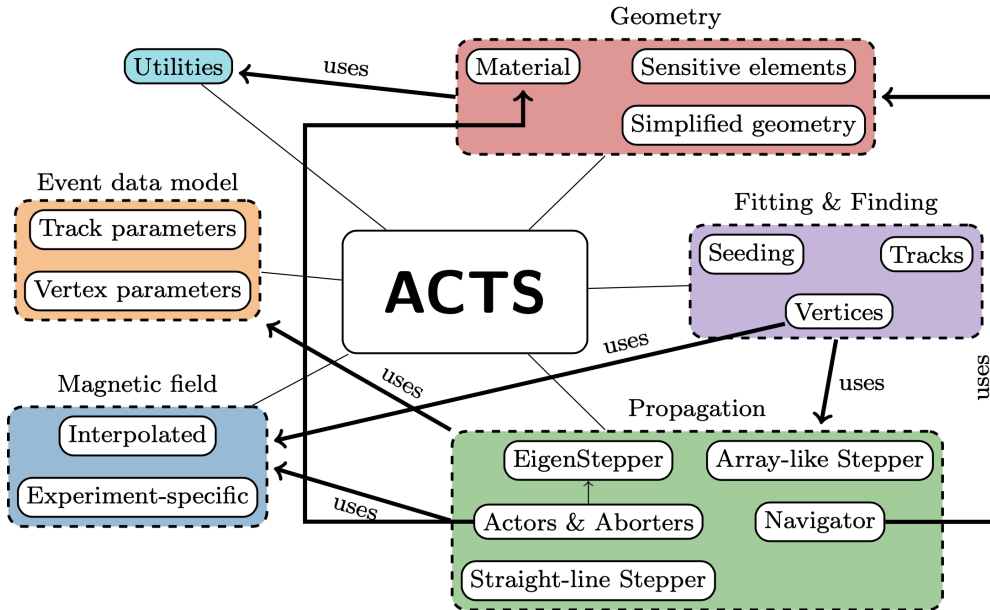 Geometry
Utilities
uses
Material
Sensitive elements
Simplified geometry
Event data model
Track parameters
Vertex parameters
ACTS
Fitting & Finding
Seeding
Tracks
Vertices
uses
uses
uses
uses
Magnetic field
Interpolated
Experiment-specific
uses
Propagation
EigenStepper
Array-like Stepper
Actors & Aborters
Navigator
Straight-line Stepper